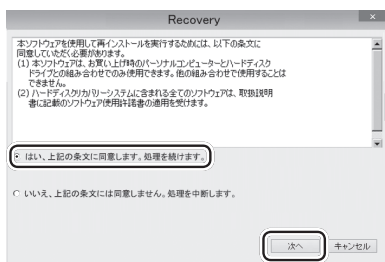 Recovery
本ソフトウェアを使用して再インストールを実行するためには、以下の条文に
同意していただく必要があります。
(1) 本ソフトウェアは、お買い上げ時のパーソナルコンピューターとハードディスク
ドライブとの組み合わせでのみ使用できます。他の組み合わせで使用することは
できません。
(2) ハードディスクリカバリーシステムに含まれる全てのソフトウェアは、取扱説明
書に記載のソフトウェア使用許諾書の適用を受けます。
はい、上記の条文に同意します。処理を続けます。
いいえ、上記の条文には同意しません。処理を中断します。
次へ キャンセル